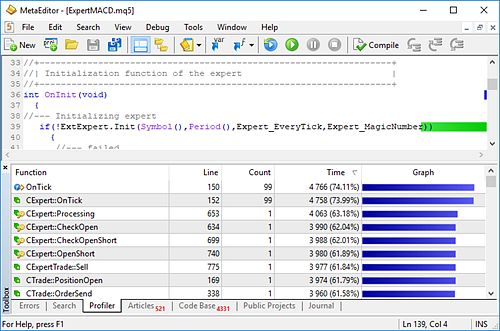 MetaEditor - [ExpertMACD.mq5]
File Edit Search View Debug Tools Window Help
New Compile
33 //+------------------------------------------------------------------+
34 //| Initialization function of the expert |
35 //+------------------------------------------------------------------+
36 int OnInit(void)
37 {
38 //--- Initializing expert
39 if(!ExtExpert.Init(Symbol(),Period(),Expert_EveryTick,Expert_MagicNumber))
40 {
41 //--- failed
Function Line Count Time Graph
OnTick 150 99 4 766 (74.11%)
CExpert::OnTick 152 99 4 758 (73.99%)
CExpert::Processing 653 1 4 063 (63.18%)
CExpert::CheckOpen 634 1 3 990 (62.04%)
CExpert::CheckOpenShort 699 1 3 988 (62.01%)
CExpert::OpenShort 740 1 3 980 (61.89%)
CExpertTrade::Sell 775 1 3 977 (61.84%)
CTrade::PositionOpen 169 1 3 974 (61.79%)
CTrade::OrderSend 338 1 3 960 (61.58%)
Toolbox
Errors Search Profiler Articles 521 Code Base 4331 Public Projects Journal
For Help, press F1 Ln 139, Col 4 INS